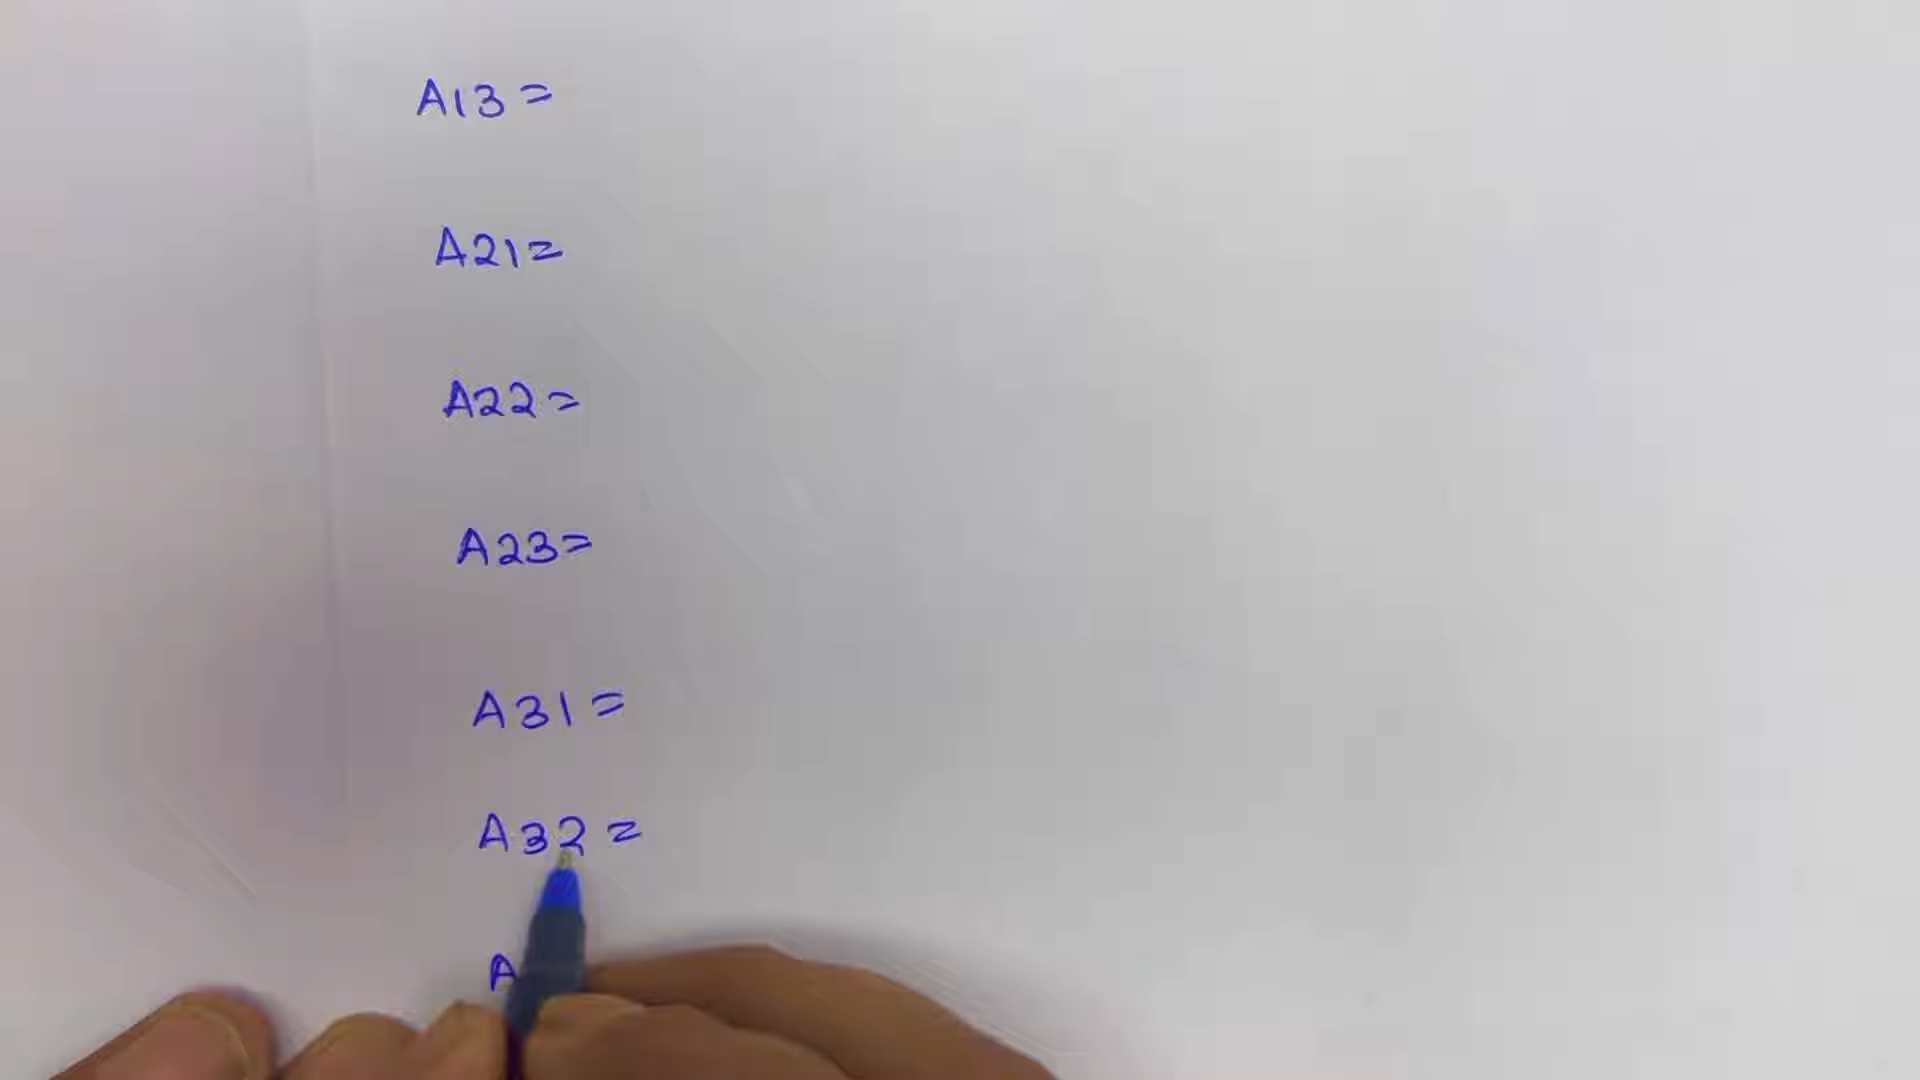 A13=
A21=
A22=
A23=
A31=
A32=
A